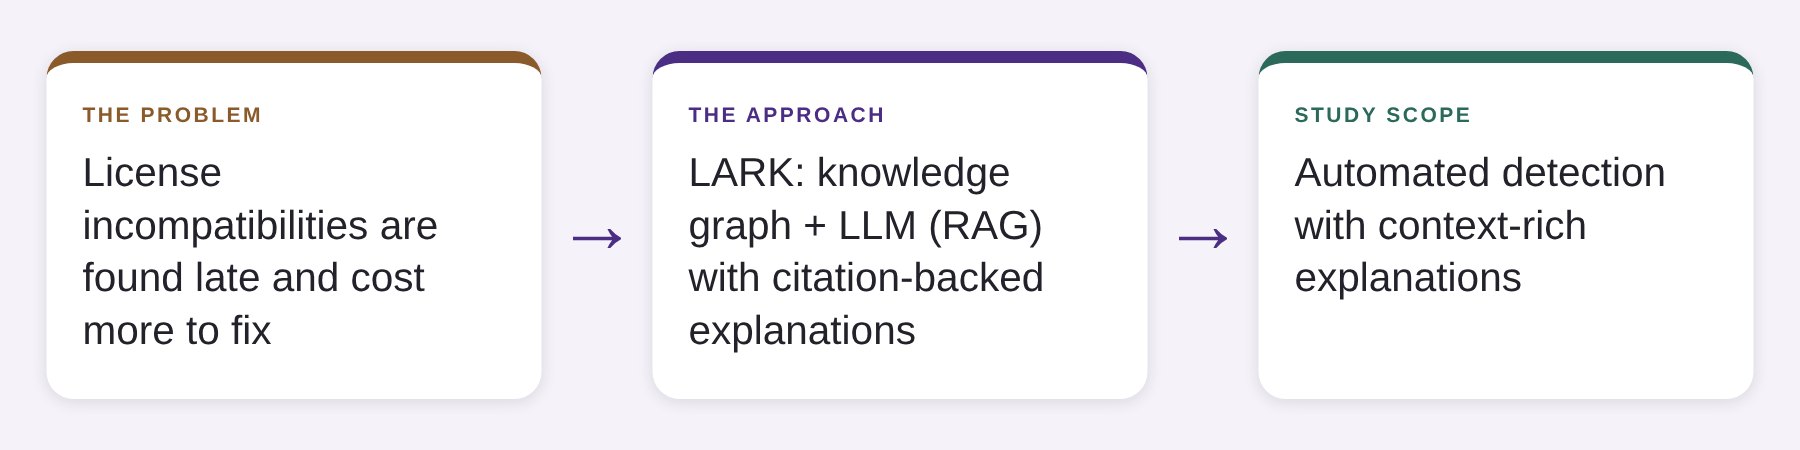 THE PROBLEM
License
incompatibilities are
found late and cost
more to fix
→
THE APPROACH
LARK: knowledge
graph + LLM (RAG)
with citation-backed
explanations
→
STUDY SCOPE
Automated detection
with context-rich
explanations